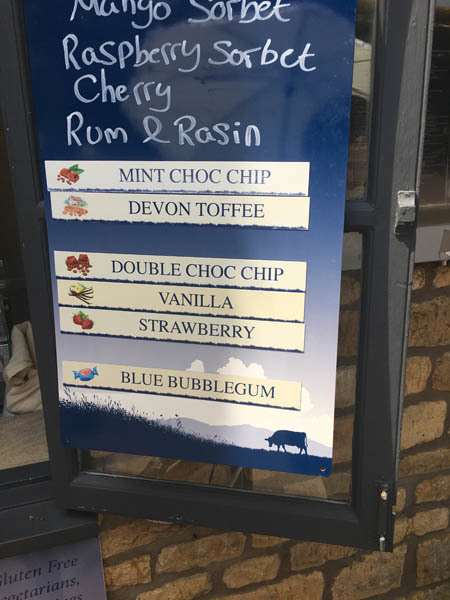 Mango Sorbet
Raspberry Sorbet
Cherry
Rum & Rasin
MINT CHOC CHIP
DEVON TOFFEE
DOUBLE CHOC CHIP
VANILLA
STRAWBERRY
BLUE BUBBLEGUM
Gluten Free